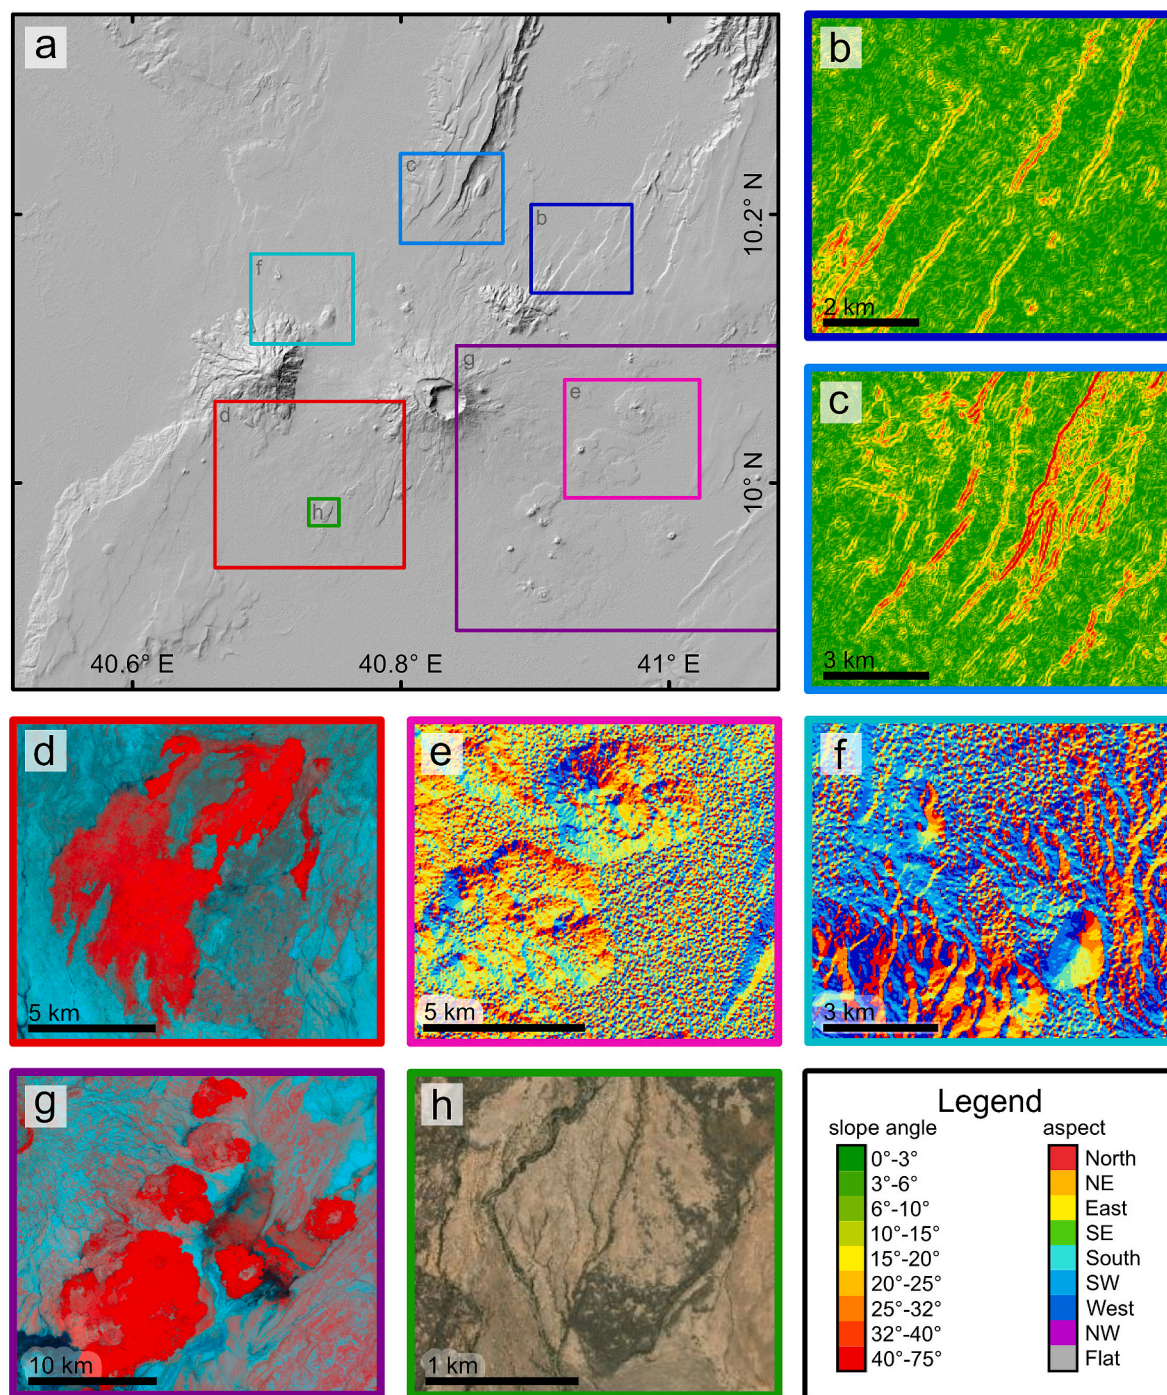 a
c
b
f
g
e
d
h
10.2° N
10° N
40.6° E
40.8° E
41° E
b
2 km
c
3 km
d
5 km
e
5 km
f
3 km
g
10 km
h
1 km
Legend
slope angle
0°-3°
3°-6°
6°-10°
10°-15°
15°-20°
20°-25°
25°-32°
32°-40°
40°-75°
aspect
North
NE
East
SE
South
SW
West
NW
Flat